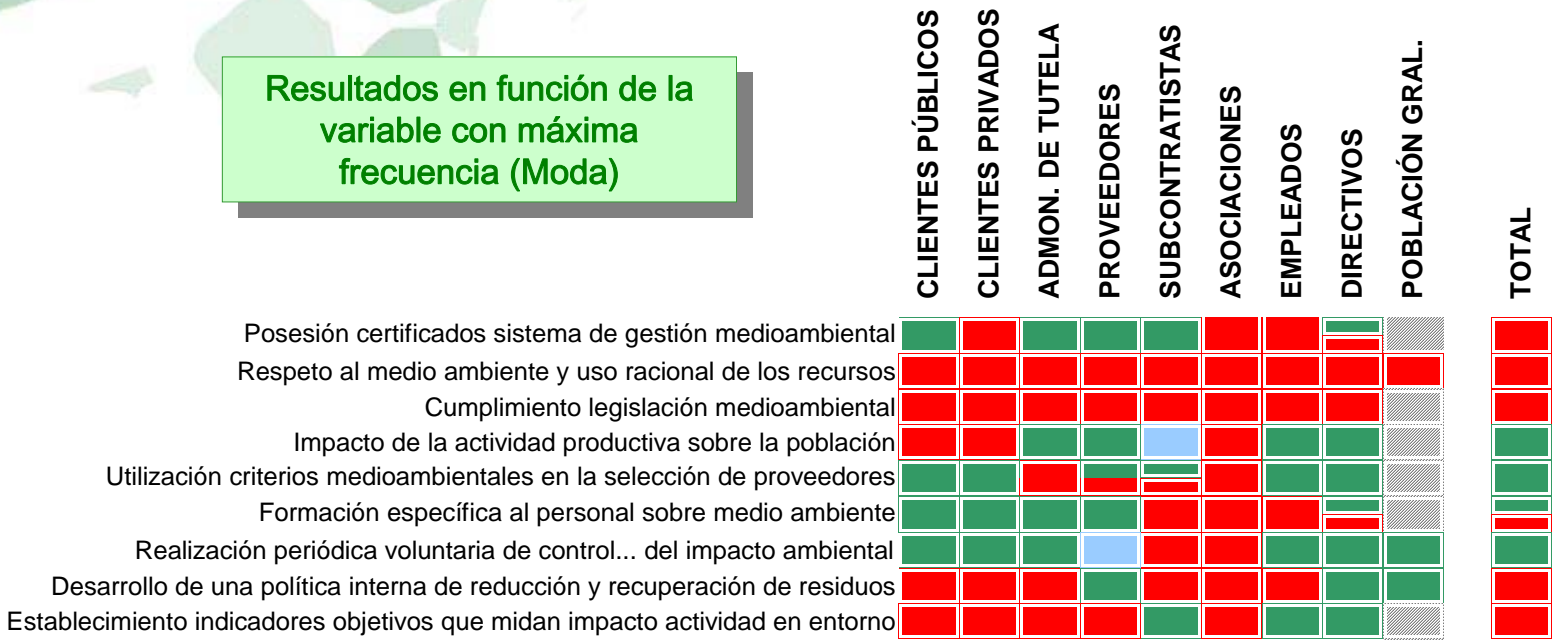 Resultados en función de la
variable con máxima
frecuencia (Moda)
CLIENTES PÚBLICOS
CLIENTES PRIVADOS
ADMON. DE TUTELA
PROVEEDORES
SUBCONTRATISTAS
ASOCIACIONES
EMPLEADOS
DIRECTIVOS
POBLACIÓN GRAL.
TOTAL
Posesión certificados sistema de gestión medioambiental
Respeto al medio ambiente y uso racional de los recursos
Cumplimiento legislación medioambiental
Impacto de la actividad productiva sobre la población
Utilización criterios medioambientales en la selección de proveedores
Formación específica al personal sobre medio ambiente
Realización periódica voluntaria de control... del impacto ambiental
Desarrollo de una política interna de reducción y recuperación de residuos
Establecimiento indicadores objetivos que midan impacto actividad en entorno